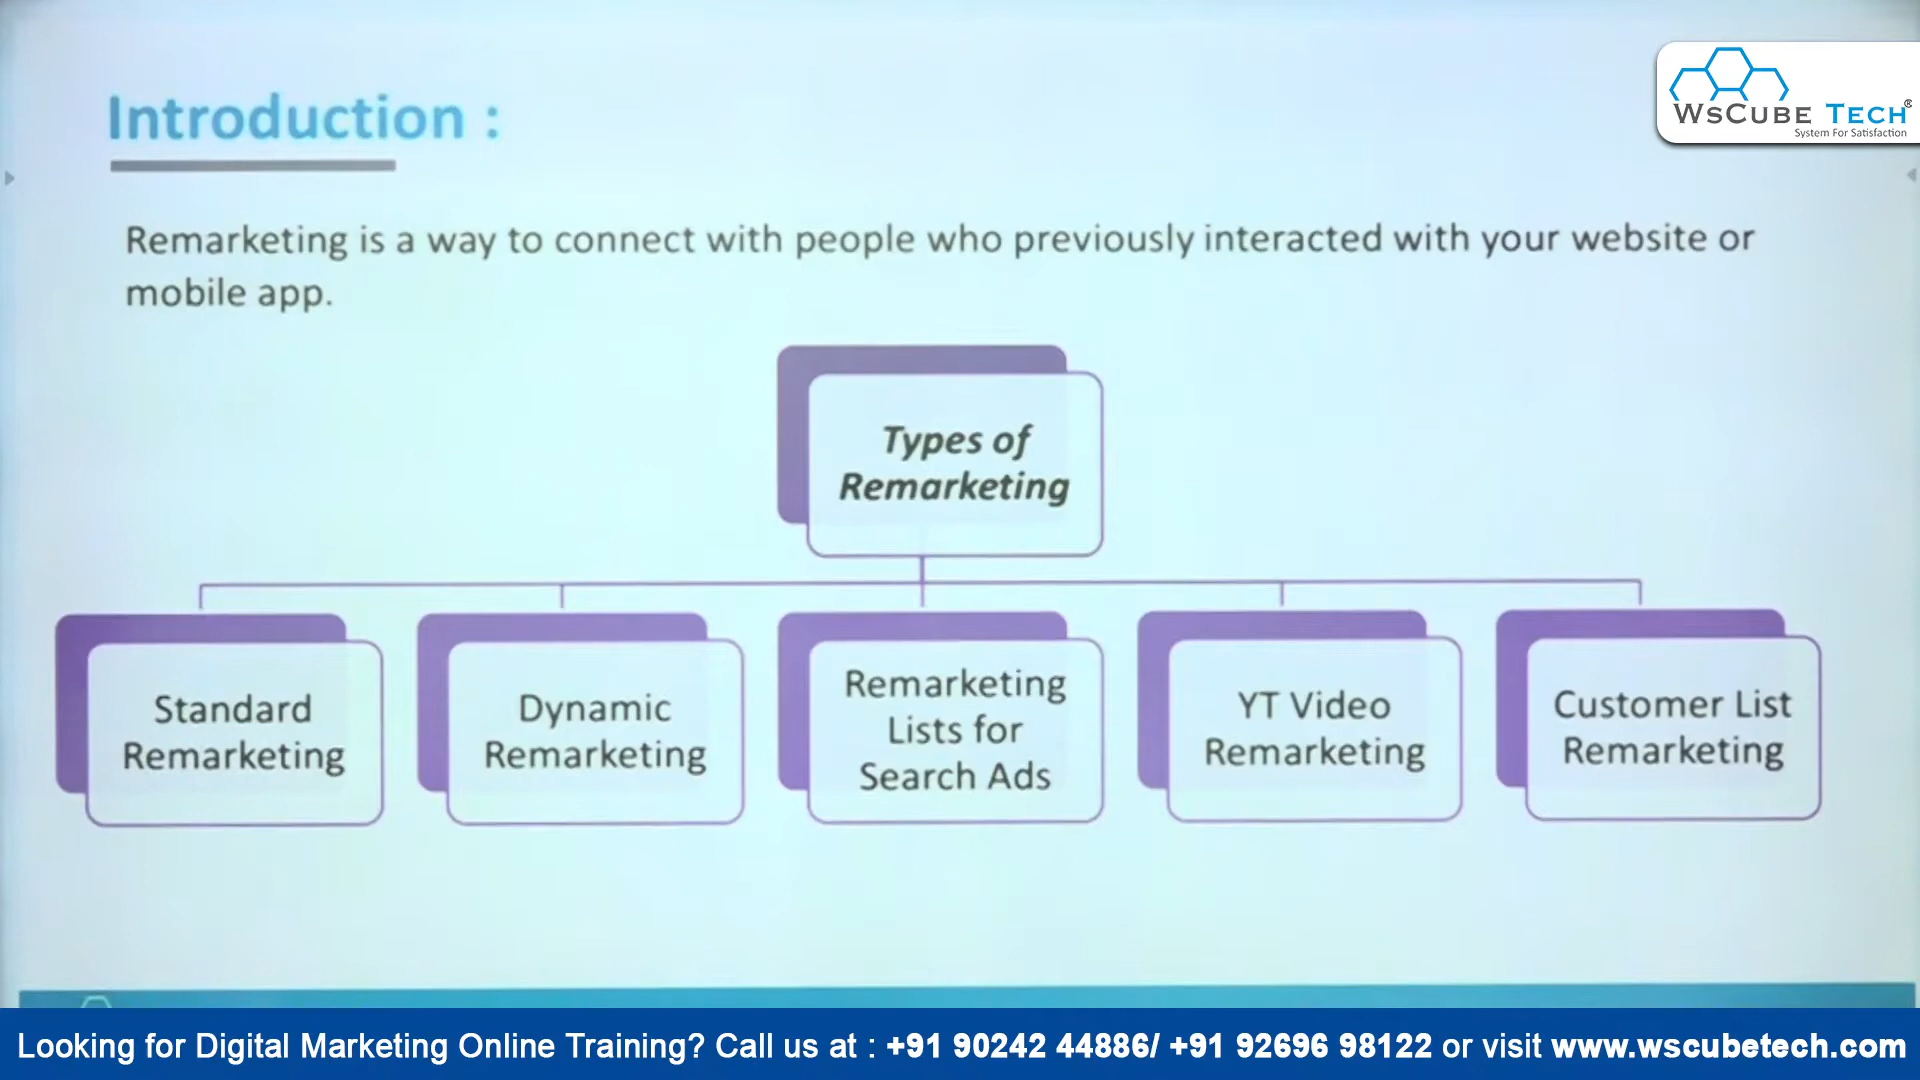 Introduction :
WSCUBE TECH®
System For Satisfaction
Remarketing is a way to connect with people who previously interacted with your website or
mobile app.
Types of
Remarketing
Standard
Remarketing
Dynamic
Remarketing
Remarketing
Lists for
Search Ads
YT Video
Remarketing
Customer List
Remarketing
Looking for Digital Marketing Online Training? Call us at : +91 90242 44886/ +91 92696 98122 or visit www.wscubetech.com